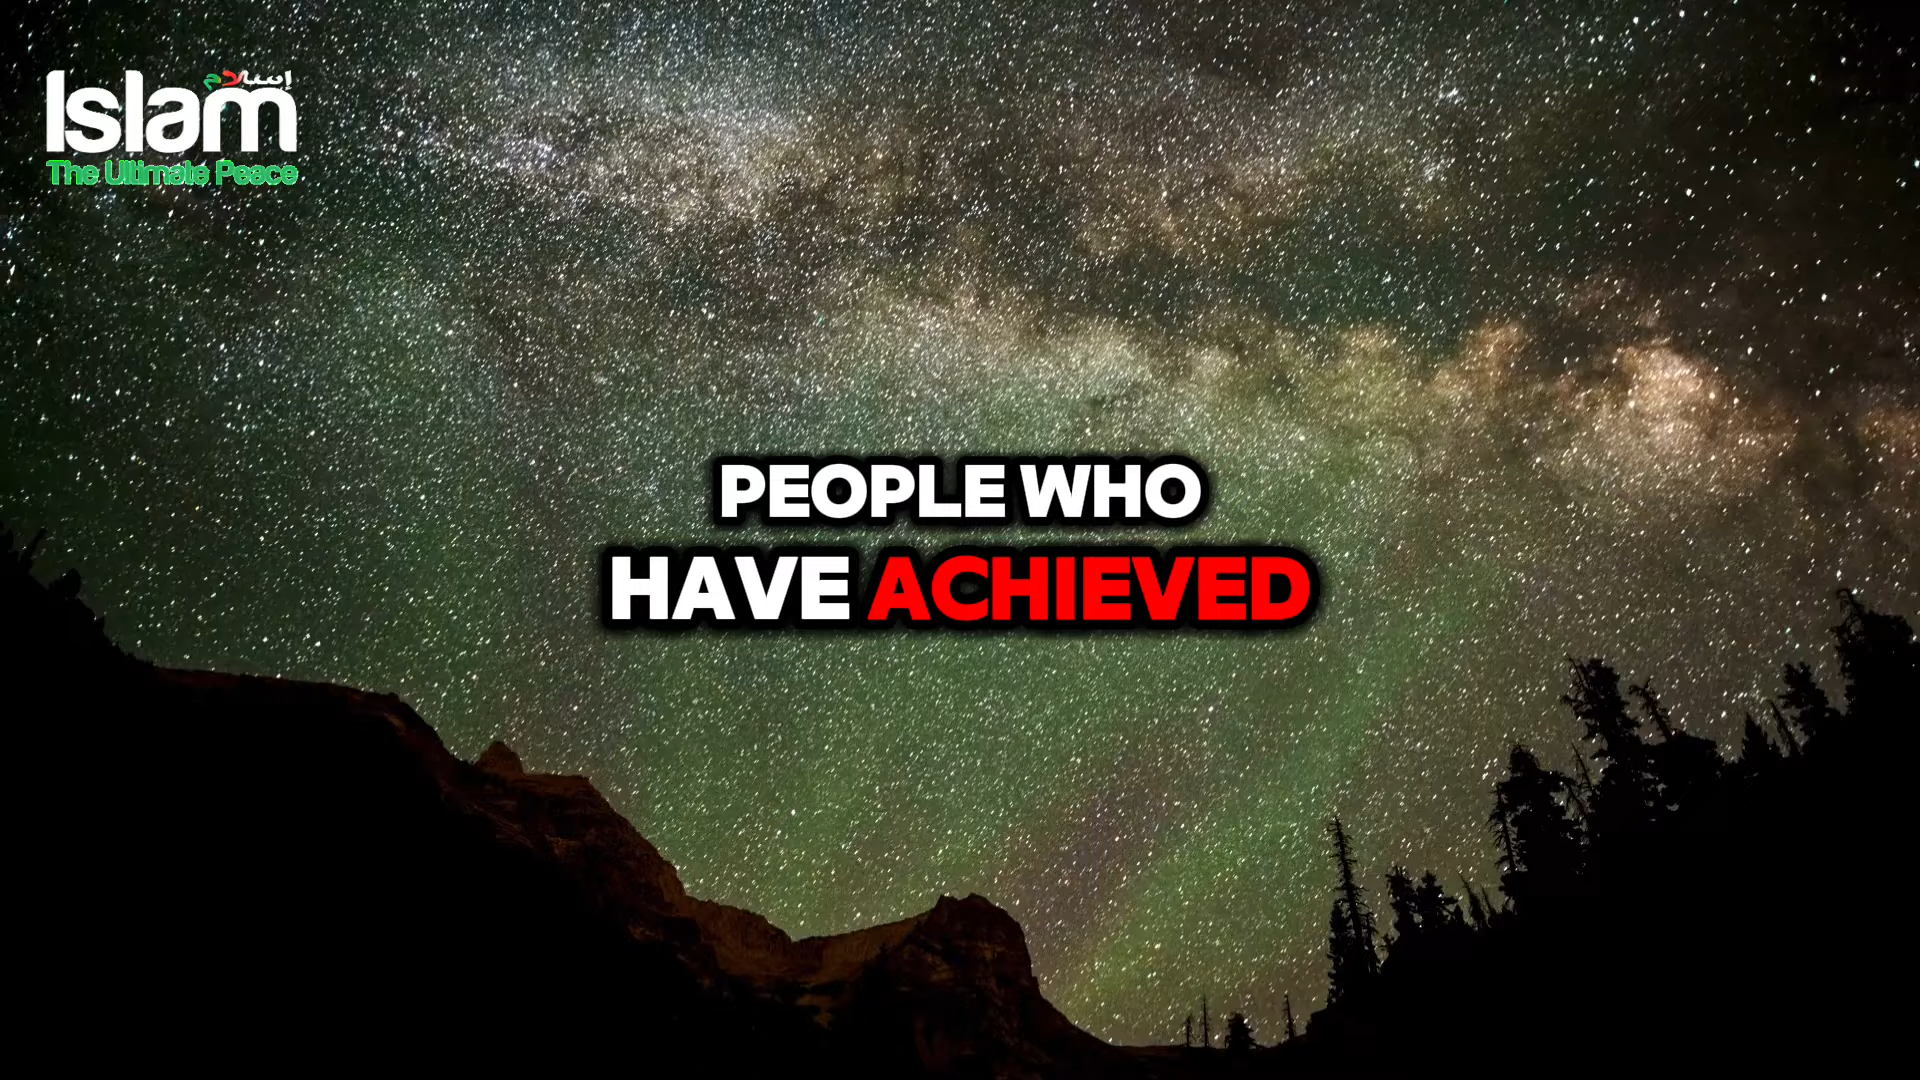 إسلام
Islam
The Ultimate Peace
PEOPLE WHO
HAVE ACHIEVED